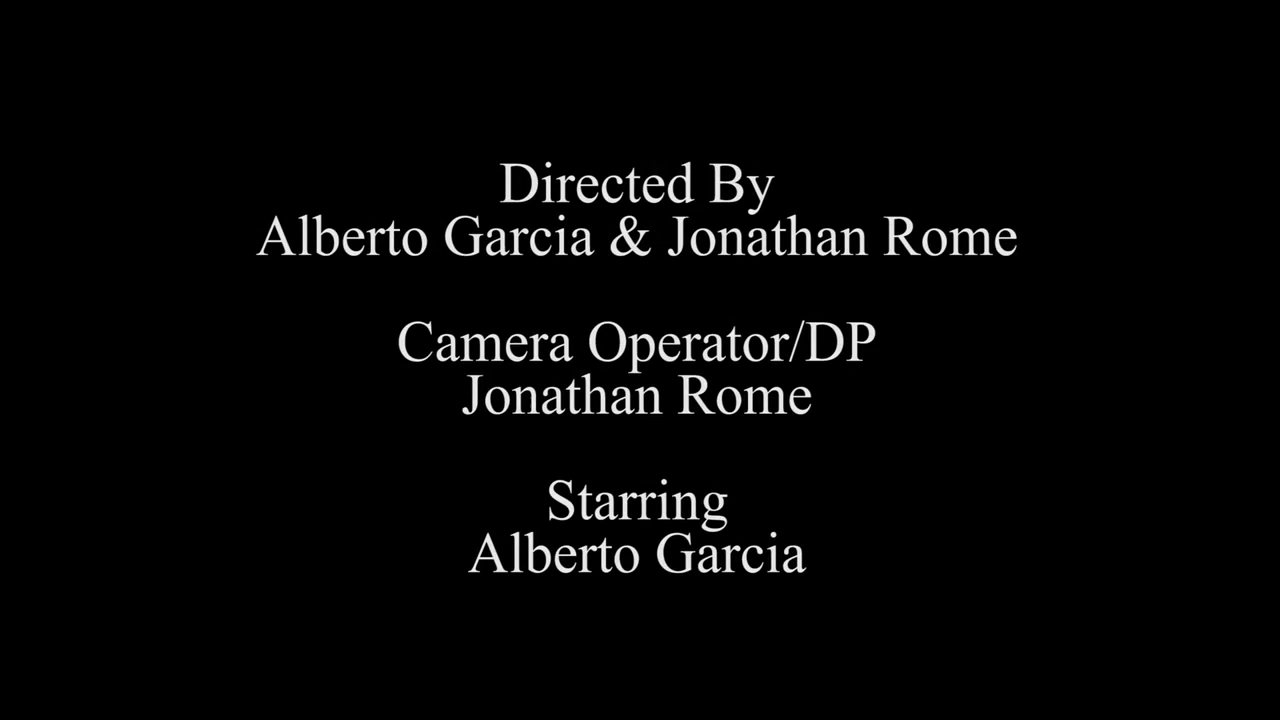 Directed By
Alberto Garcia & Jonathan Rome
Camera Operator/DP
Jonathan Rome
Starring
Alberto Garcia